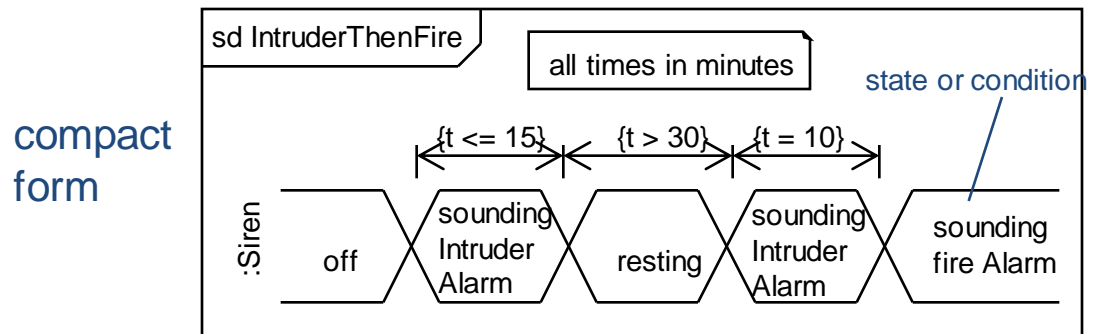 sd IntruderThenFire
all times in minutes
state or condition
compact
form
{t <= 15}
{t > 30}
{t = 10}
:Siren
off
sounding
Intruder
Alarm
resting
sounding
Intruder
Alarm
sounding
fire Alarm